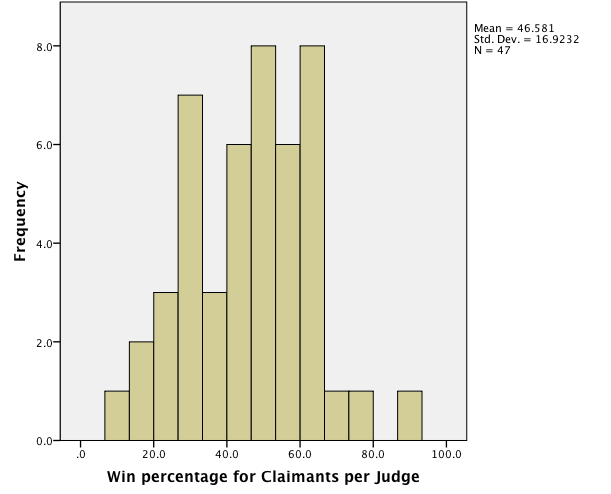 Mean = 46.581
Std. Dev. = 16.9232
N = 47
Frequency
8.0
6.0
4.0
2.0
0.0
.0 20.0 40.0 60.0 80.0 100.0
Win percentage for Claimants per Judge